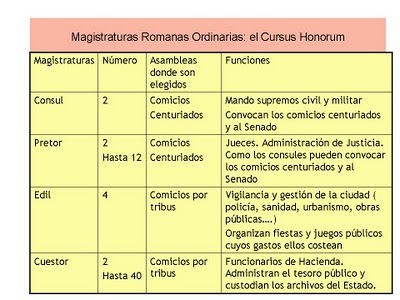 Magistraturas Romanas Ordinarias: el Cursus Honorum
Magistraturas Número Asambleas Funciones
donde son
elegidos
Consul 2 Comicios Mando supremos civil y militar
Centuriados Convocan los comicios centuriados
y al Senado
Pretor 2 Comicios Jueces. Administración de Justicia.
Hasta 12 Centuriados Como los consules pueden convocar
los comicios centuriados y al
Senado
Edil 4 Comicios por Vigilancia y gestión de la ciudad (
tribus policía, sanidad, urbanismo, obras
públicas….)
Organizan fiestas y juegos públicos
cuyos gastos ellos costean
Cuestor 2 Comicios por Funcionarios de Hacienda.
Hasta 40 tribus Administran el tesoro público y
custodian los archivos del Estado.